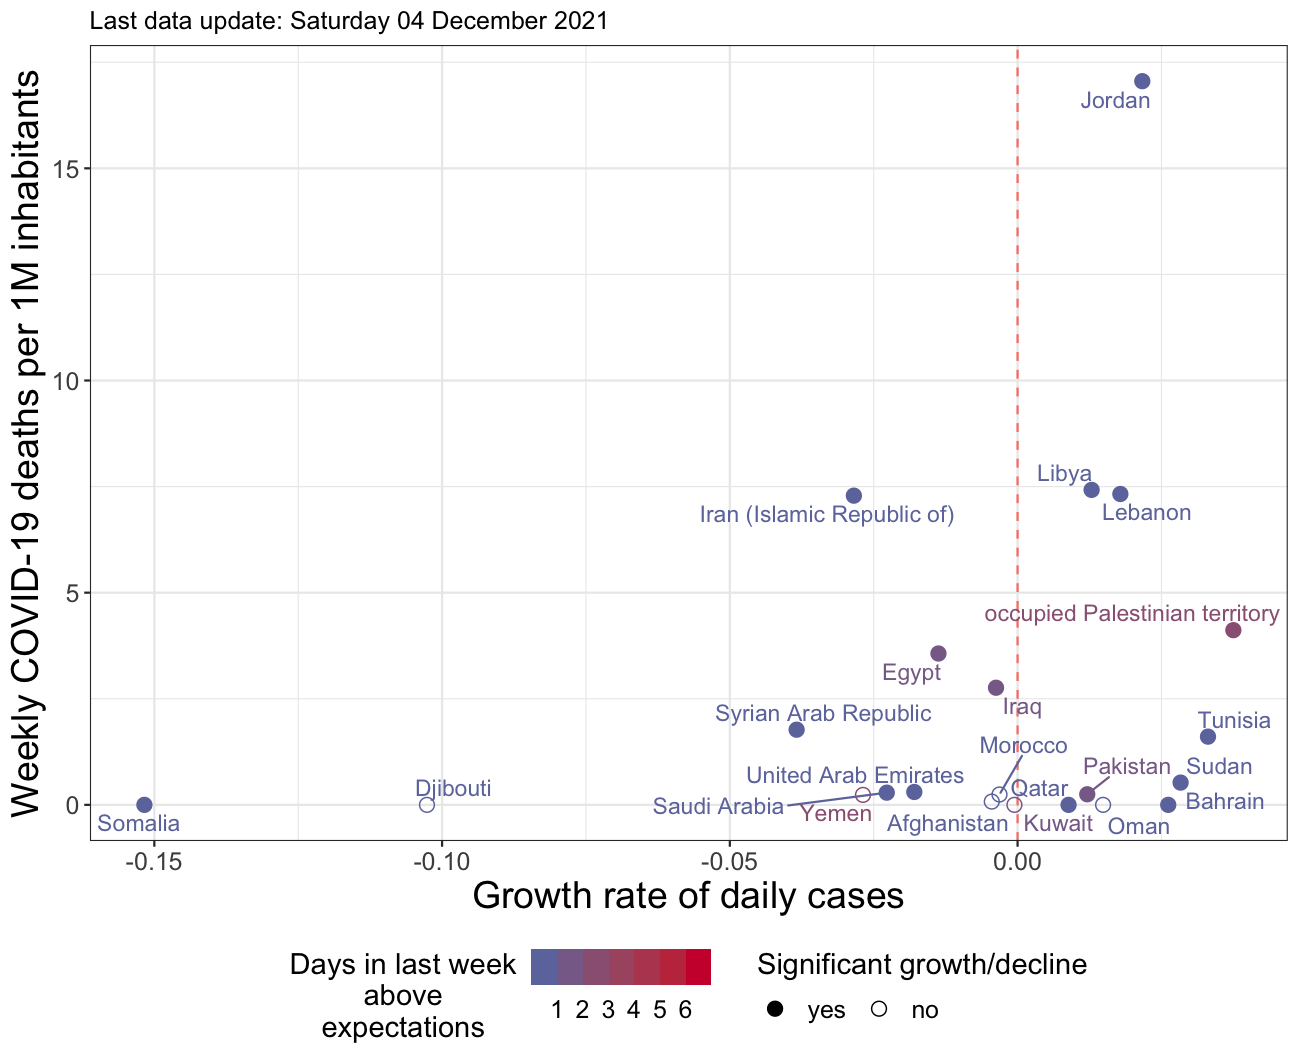 Last data update: Saturday 04 December 2021
Weekly COVID-19 deaths per 1M inhabitants
15
10
5
0
Jordan
Libya
Iran (Islamic Republic of)
Lebanon
occupied Palestinian territory
Egypt
Iraq
Syrian Arab Republic
Tunisia
Morocco
Pakistan
Sudan
United Arab Emirates
Djibouti
Qatar
Saudi Arabia
Bahrain
Yemen
Somalia
Afghanistan
Kuwait
Oman
-0.15
-0.10
-0.05
0.00
Growth rate of daily cases
Days in last week
above
expectations
1 2 3 4 5 6
Significant growth/decline
yes
no